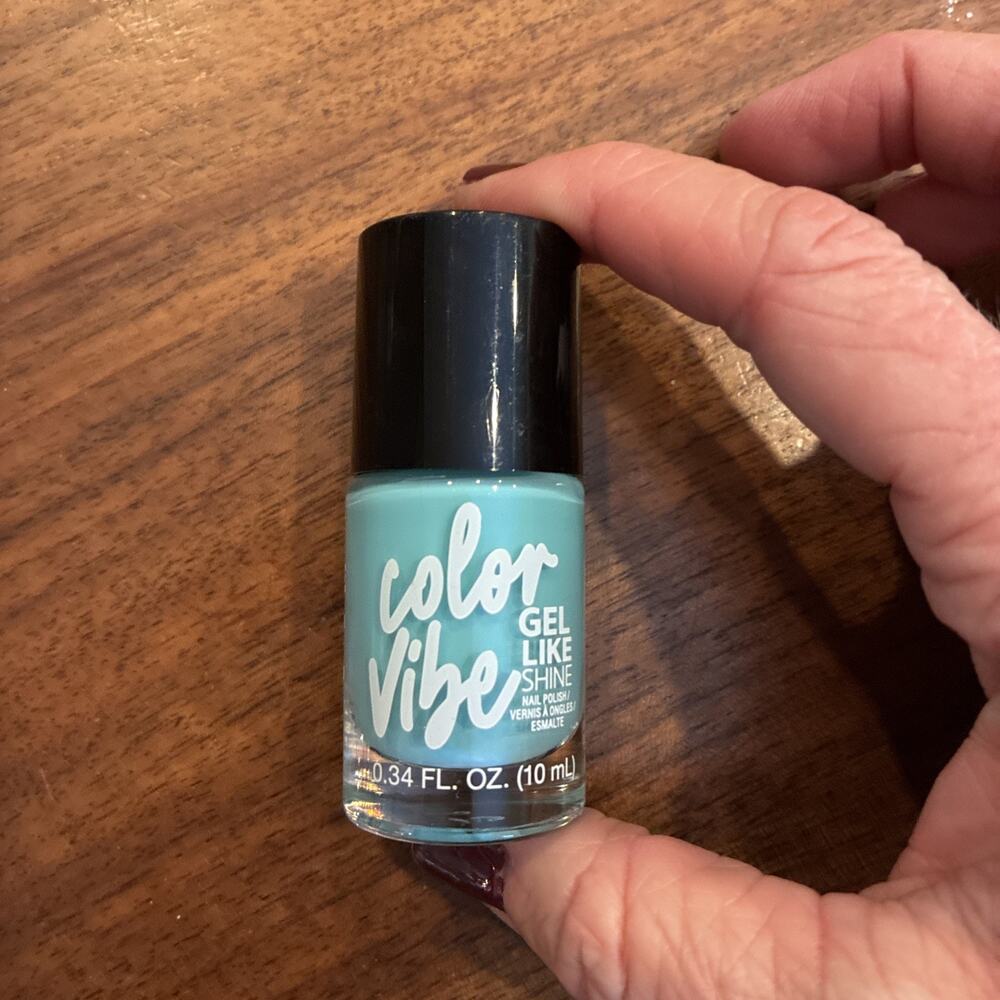 color
Vibe
GEL
LIKE
SHINE
NAIL POLISH /
VERNIS À ONGLES /
ESMALTE
0.34 FL. OZ. (10 mL)